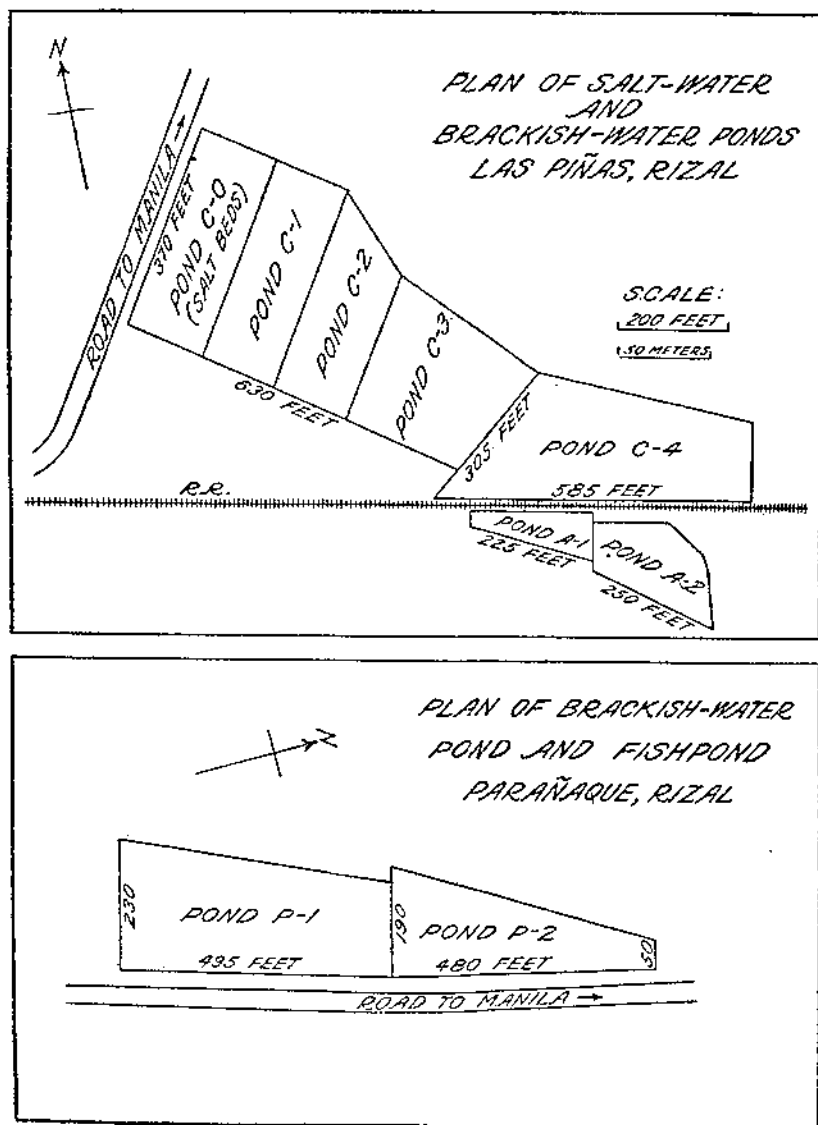 N
PLAN OF SALT-WATER
AND
BRACKISH-WATER PONDS
LAS PIÑAS, RIZAL
ROAD TO MANILA →
370 FEET
POND C-0
(SALT BEDS)
POND C-1
POND C-2
POND C-3
630 FEET
SCALE:
200 FEET
50 METERS
305 FEET
POND C-4
585 FEET
R.R.
POND A-1
225 FEET
POND A-2
250 FEET
PLAN OF BRACKISH-WATER
POND AND FISHPOND
PARAÑAQUE, RIZAL
N
230
POND P-1
495 FEET
190
POND P-2
480 FEET
50
ROAD TO MANILA →